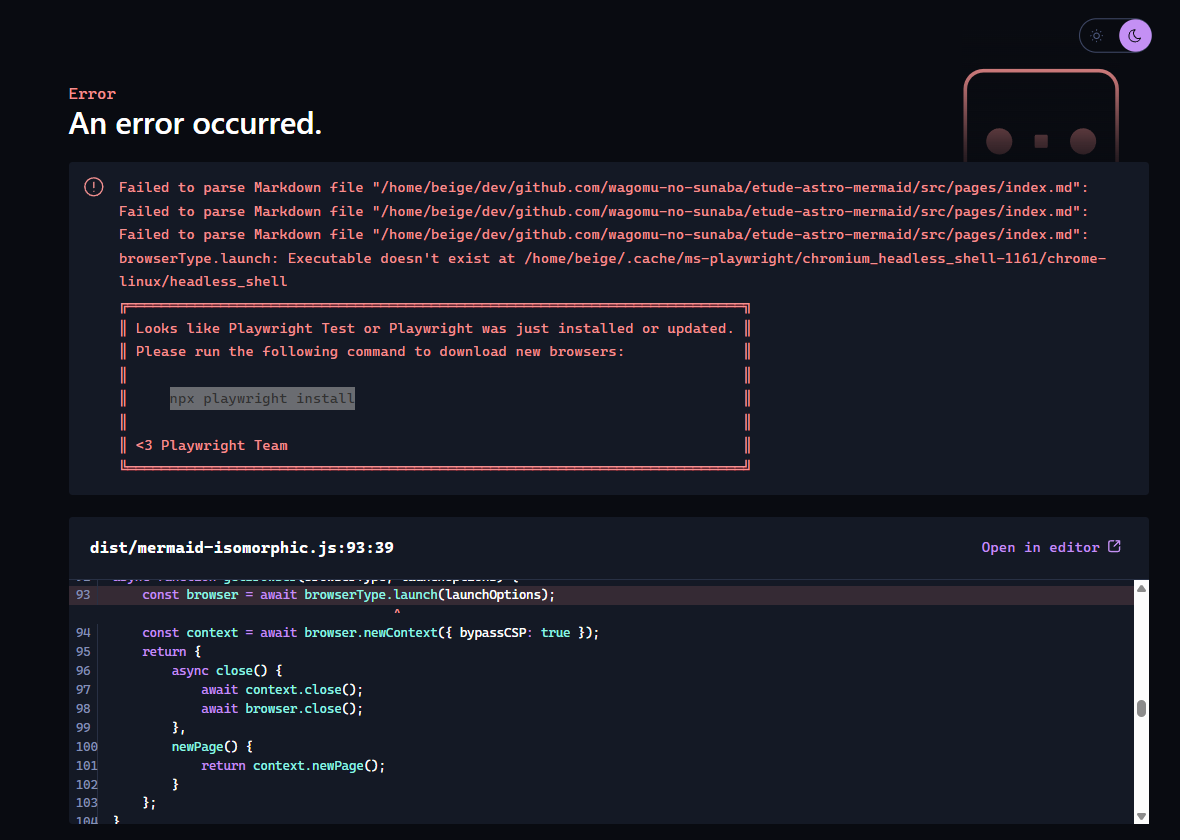 Error
An error occurred.
Failed to parse Markdown file "/home/beige/dev/github.com/wagomu-no-sunaba/etude-astro-mermaid/src/pages/index.md":
Failed to parse Markdown file "/home/beige/dev/github.com/wagomu-no-sunaba/etude-astro-mermaid/src/pages/index.md":
Failed to parse Markdown file "/home/beige/dev/github.com/wagomu-no-sunaba/etude-astro-mermaid/src/pages/index.md":
browserType.launch: Executable doesn't exist at /home/beige/.cache/ms-playwright/chromium_headless_shell-1161/chrome-
linux/headless_shell
Looks like Playwright Test or Playwright was just installed or updated.
Please run the following command to download new browsers:
npx playwright install
<3 Playwright Team
dist/mermaid-isomorphic.js:93:39
Open in editor
93 const browser = await browserType.launch(launchOptions);
^
94 const context = await browser.newContext({ bypassCSP: true });
95 return {
96 async close() {
97 await context.close();
98 await browser.close();
99 },
100 newPage() {
101 return context.newPage();
102 }
103 };
104 }